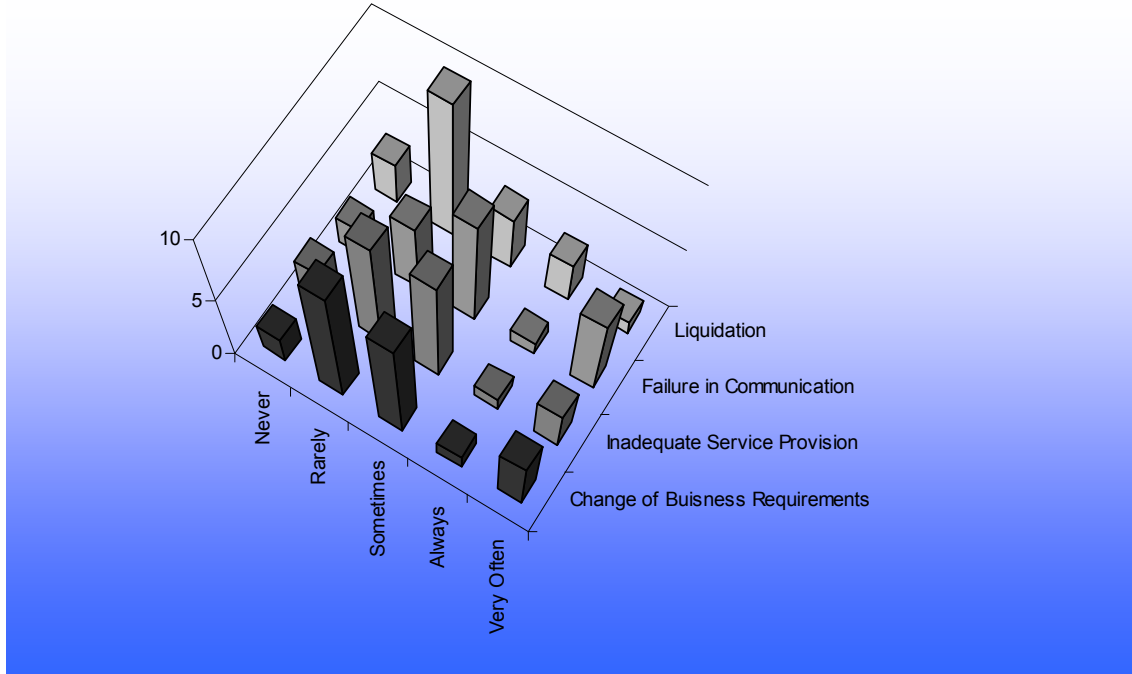 10
5
0
Never
Rarely
Sometimes
Always
Very Often
Liquidation
Failure in Communication
Inadequate Service Provision
Change of Buisness Requirements